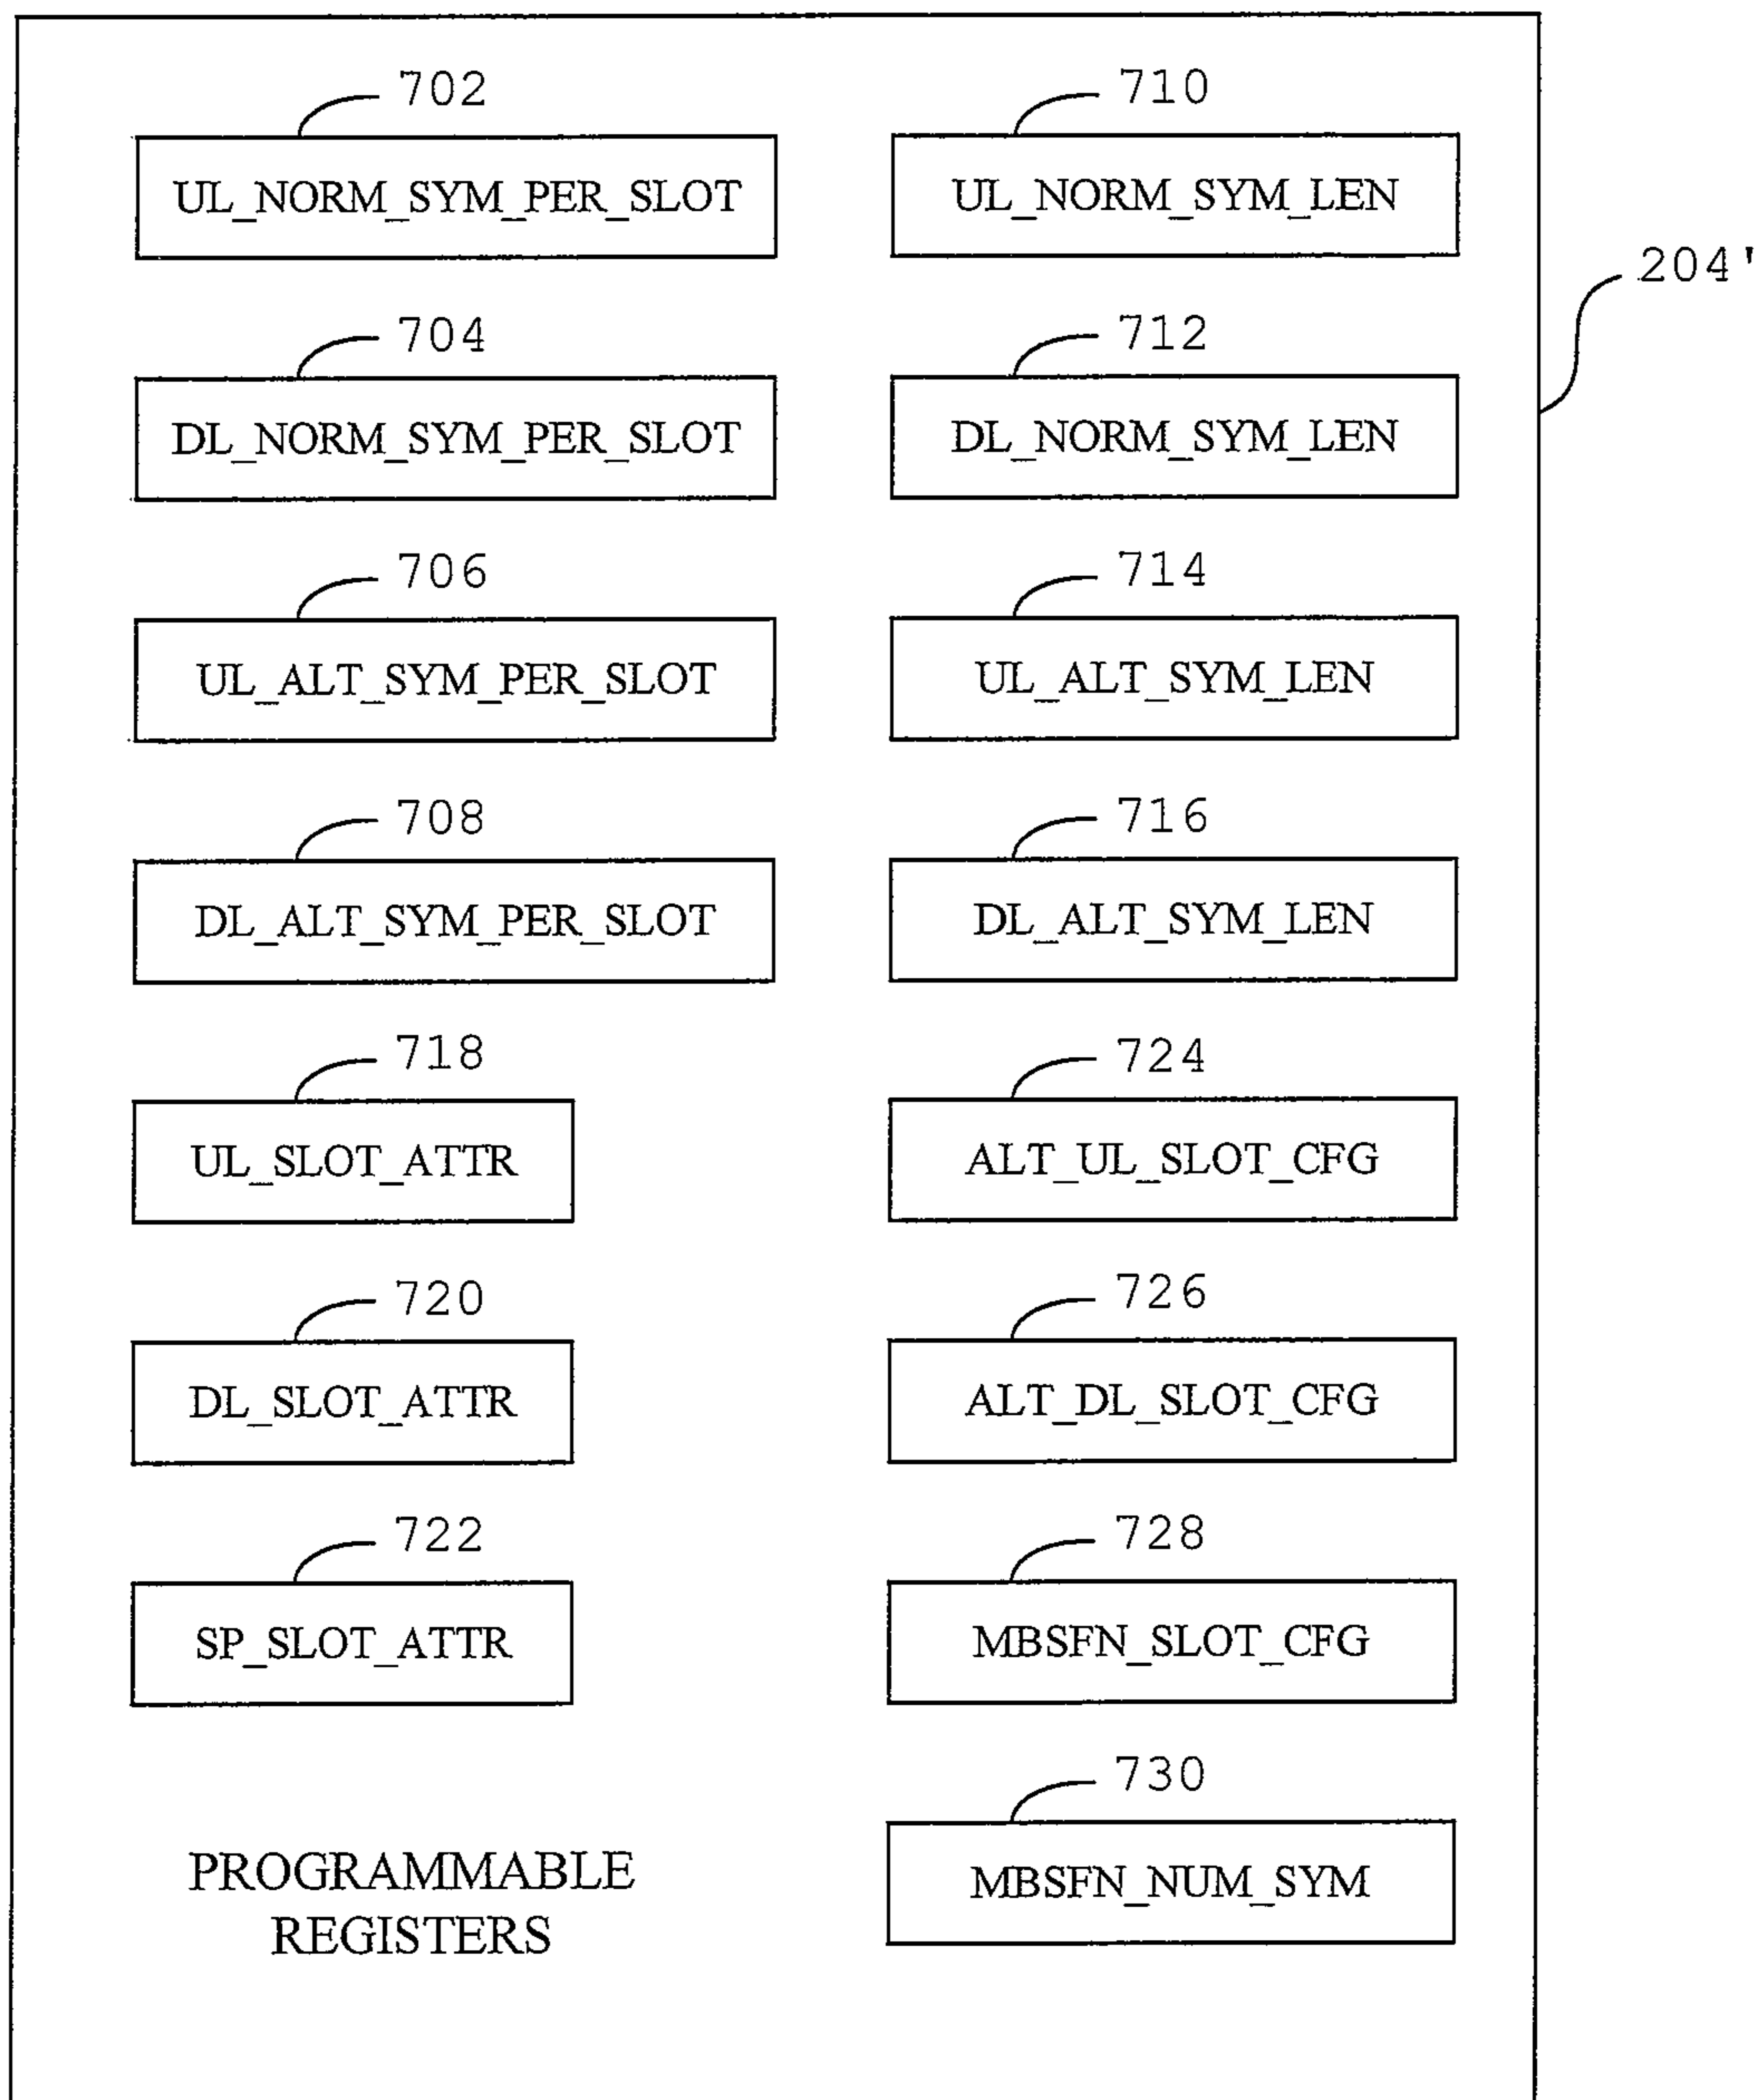 702
UL_NORM_SYM_PER_SLOT
710
UL_NORM_SYM_LEN
204'
704
DL_NORM_SYM_PER_SLOT
712
DL_NORM_SYM_LEN
706
UL_ALT_SYM_PER_SLOT
714
UL_ALT_SYM_LEN
708
DL_ALT_SYM_PER_SLOT
716
DL_ALT_SYM_LEN
718
UL_SLOT_ATTR
724
ALT_UL_SLOT_CFG
720
DL_SLOT_ATTR
726
ALT_DL_SLOT_CFG
722
SP_SLOT_ATTR
728
MBSFN_SLOT_CFG
730
MBSFN_NUM_SYM
PROGRAMMABLE
REGISTERS